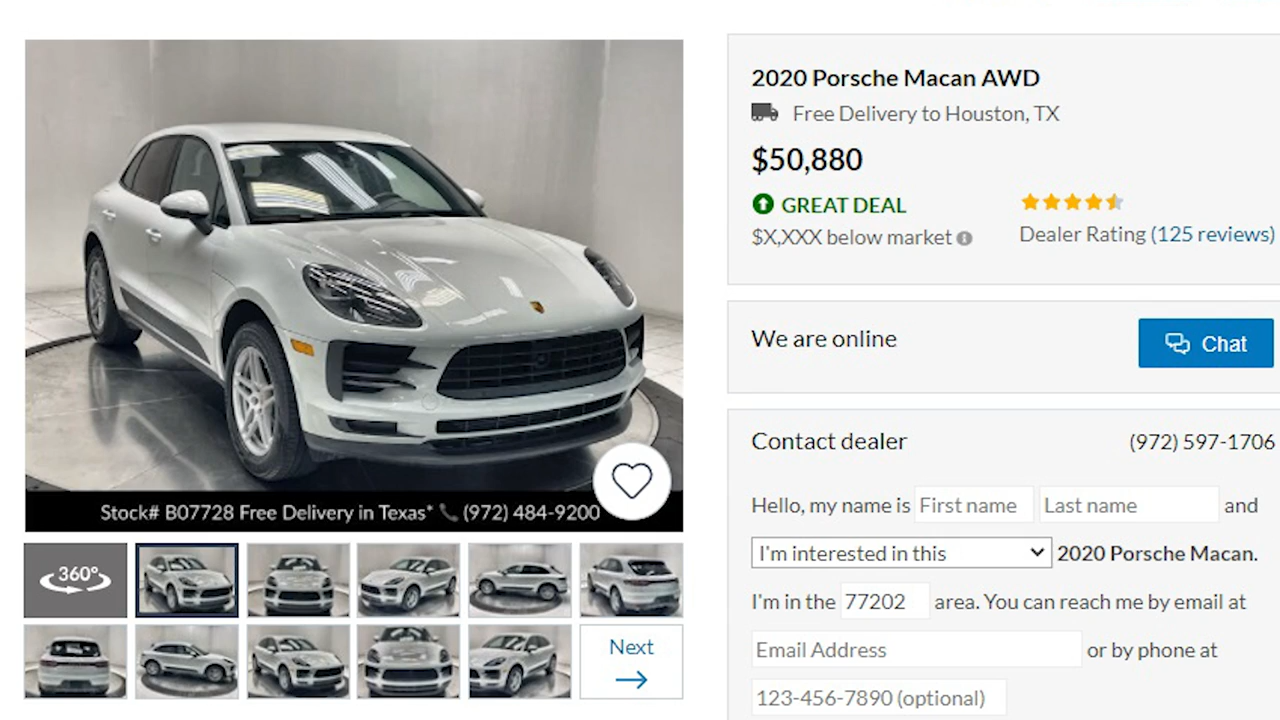 2020 Porsche Macan AWD
Free Delivery to Houston, TX
$50,880
GREAT DEAL
$X,XXX below market
Dealer Rating (125 reviews)
We are online
Chat
Contact dealer
(972) 597-1706
Hello, my name is First name Last name and
I'm interested in this 2020 Porsche Macan.
I'm in the 77202 area. You can reach me by email at
Email Address or by phone at
123-456-7890 (optional)
Stock# B07728 Free Delivery in Texas* (972) 484-9200
360°
Next